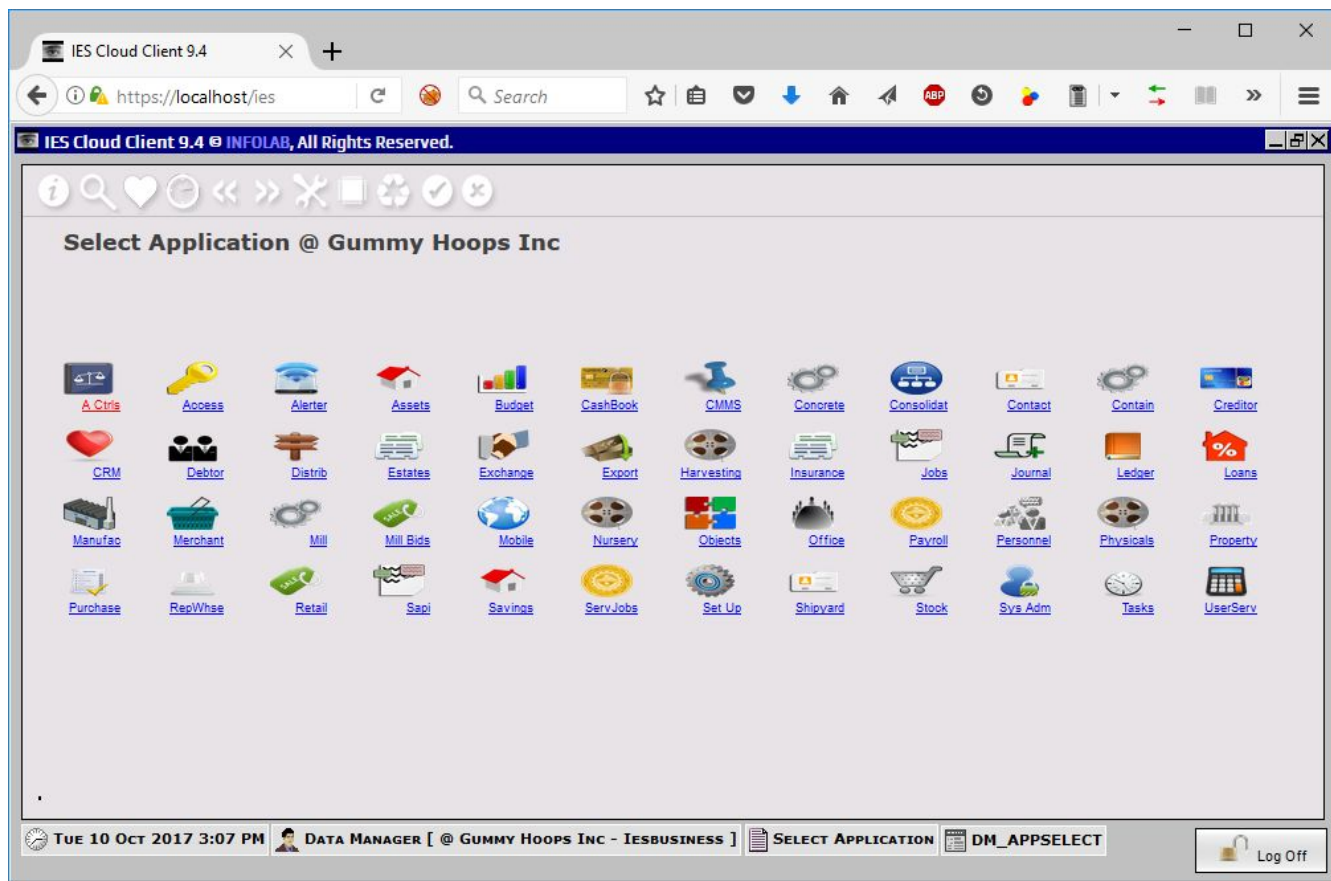 IES Cloud Client 9.4
https://localhost/ies
Search
ABP
IES Cloud Client 9.4 © INFOLAB, All Rights Reserved.
Select Application @ Gummy Hoops Inc
A Ctrls Access Alerter Assets Budget CashBook CMMS Concrete Consolidat Contact Contain Creditor
CRM Debtor Distrib Estates Exchange Export Harvesting Insurance Jobs Journal Ledger Loans
Manufac Merchant Mill Mill Bids Mobile Nursery Objects Office Payroll Personnel Physicals Property
Purchase RepWhse Retail Sapi Savings ServJobs Set Up Shipyard Stock Sys Adm Tasks UserServ
Tue 10 Oct 2017 3:07 PM Data Manager [ @ Gummy Hoops Inc - Iesbusiness ] Select Application DM_APPSELECT
Log Off